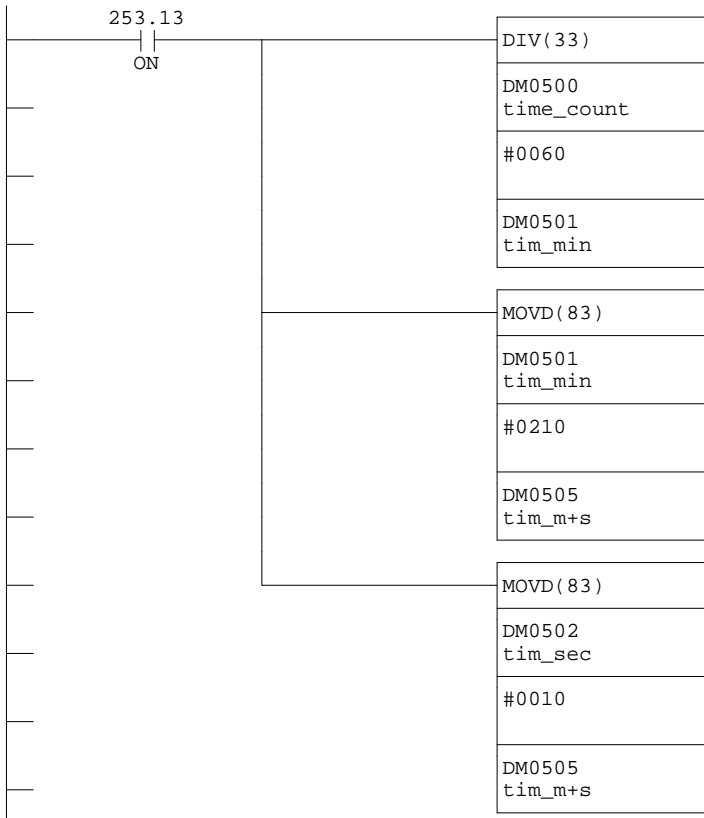 253.13
ON
DIV(33)
DM0500
time_count
#0060
DM0501
tim_min
MOVD(83)
DM0501
tim_min
#0210
DM0505
tim_m+s
MOVD(83)
DM0502
tim_sec
#0010
DM0505
tim_m+s